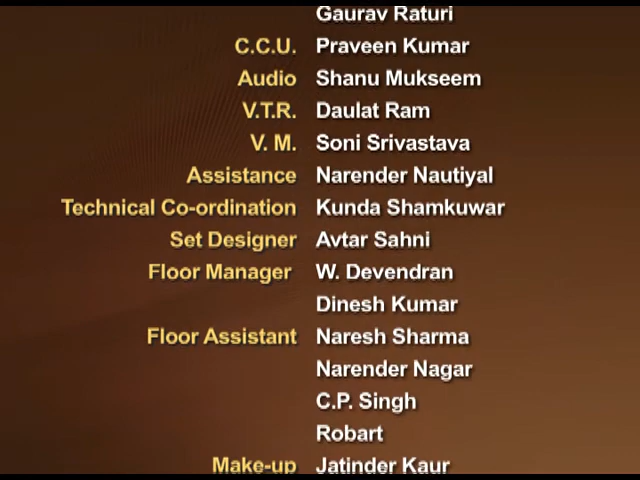 Gaurav Raturi
C.C.U. Praveen Kumar
Audio Shanu Mukseem
V.T.R. Daulat Ram
V. M. Soni Srivastava
Assistance Narender Nautiyal
Technical Co-ordination Kunda Shamkuwar
Set Designer Avtar Sahni
Floor Manager W. Devendran
Dinesh Kumar
Floor Assistant Naresh Sharma
Narender Nagar
C.P. Singh
Robart
Make-up Jatinder Kaur